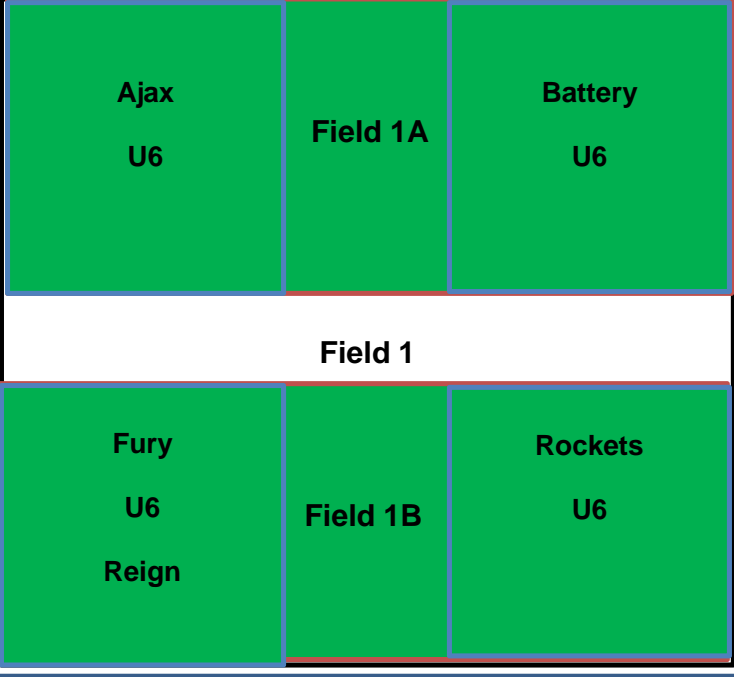 Ajax
U6
Field 1A
Battery
U6
Field 1
Fury
U6
Reign
Field 1B
Rockets
U6